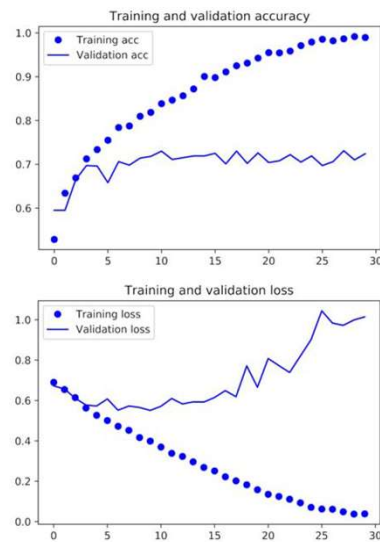 Training and validation accuracy
1.0
0.9
0.8
0.7
0.6
Training acc
Validation acc
0 5 10 15 20 25 30
Training and validation loss
1.0
0.8
0.6
0.4
0.2
0.0
Training loss
Validation loss
0 5 10 15 20 25 30